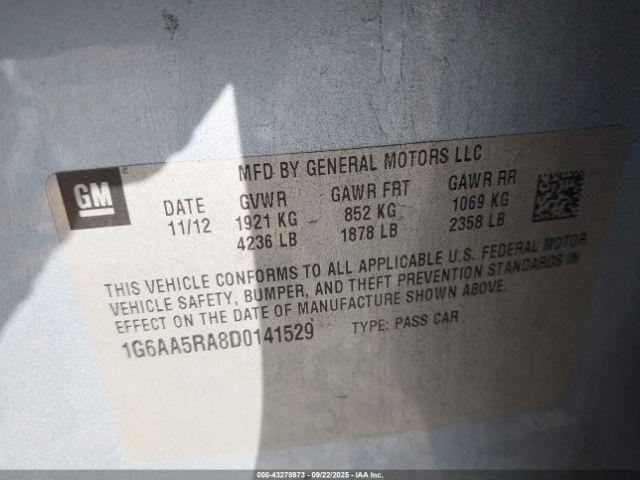 GM
MFD BY GENERAL MOTORS LLC
DATE GVWR GAWR FRT GAWR RR
11/12 1921 KG 852 KG 1069 KG
4236 LB 1878 LB 2358 LB
THIS VEHICLE CONFORMS TO ALL APPLICABLE U.S. FEDERAL MOTOR
VEHICLE SAFETY, BUMPER, AND THEFT PREVENTION STANDARDS IN
EFFECT ON THE DATE OF MANUFACTURE SHOWN ABOVE.
1G6AA5RA8D0141529 TYPE: PASS CAR
000-43278973 - 09/22/2025 - IAA Inc.